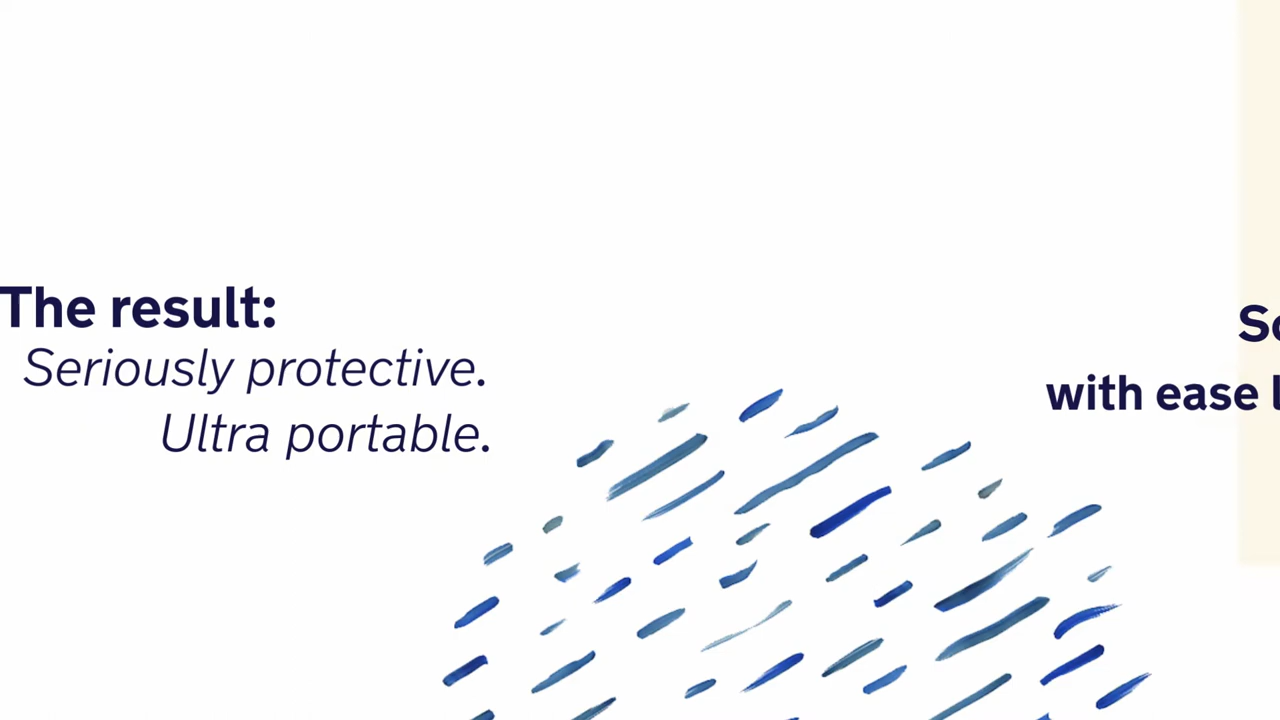 The result:
Seriously protective.
Ultra portable.
with ease